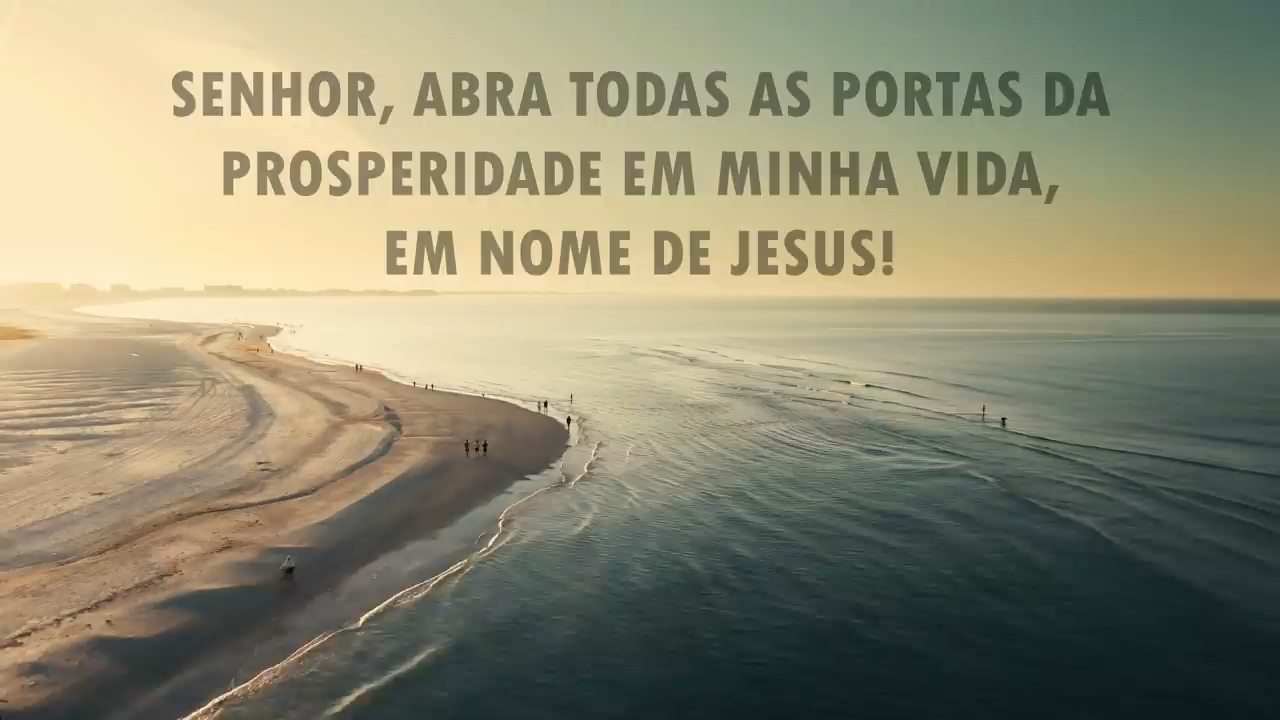 SENHOR, ABRA TODAS AS PORTAS DA
PROSPERIDADE EM MINHA VIDA,
EM NOME DE JESUS!